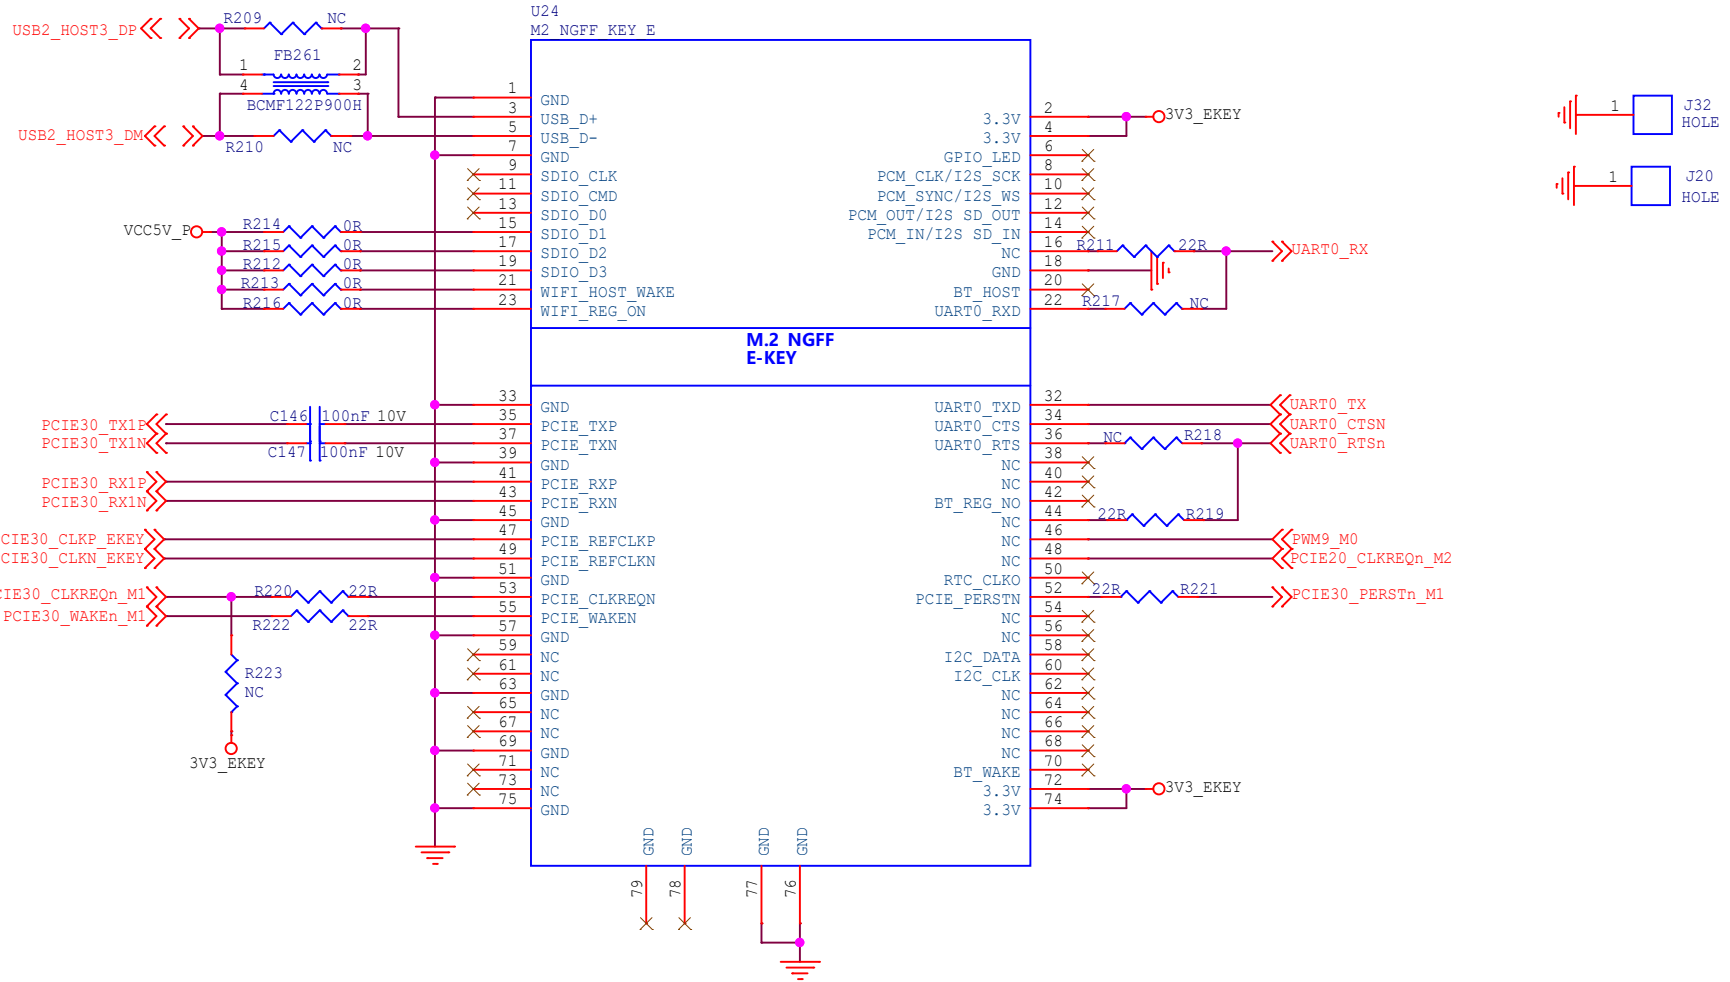 U24
M2 NGFF KEY E
USB2_HOST3_DP
R209
NC
FB261
1
2
4
3
BCMF122P900H
USB2_HOST3_DM
R210
NC
VCC5V_P
R214
0R
R215
0R
R212
0R
R213
0R
R216
0R
1 GND
3 USB_D+
5 USB_D-
7 GND
9 SDIO_CLK
11 SDIO_CMD
13 SDIO_D0
15 SDIO_D1
17 SDIO_D2
19 SDIO_D3
21 WIFI_HOST_WAKE
23 WIFI_REG_ON
3.3V 2
3V3_EKEY
3.3V 4
GPIO_LED 6
PCM_CLK/I2S_SCK 8
PCM_SYNC/I2S_WS 10
PCM_OUT/I2S SD_OUT 12
PCM_IN/I2S SD_IN 14
NC 16
R211
22R
UART0_RX
GND 18
BT_HOST 20
UART0_RXD 22
R217
NC
1
J32
HOLE
1
J20
HOLE
M.2 NGFF
E-KEY
PCIE30_TX1P
C146
100nF 10V
PCIE30_TX1N
C147
100nF 10V
PCIE30_RX1P
PCIE30_RX1N
CIE30_CLKP_EKEY
CIE30_CLKN_EKEY
CIE30_CLKREQn_M1
R220
22R
PCIE30_WAKEn_M1
R222
22R
R223
NC
3V3_EKEY
33 GND
35 PCIE_TXP
37 PCIE_TXN
39 GND
41 PCIE_RXP
43 PCIE_RXN
45 GND
47 PCIE_REFCLKP
49 PCIE_REFCLKN
51 GND
53 PCIE_CLKREQN
55 PCIE_WAKEN
57 GND
59 NC
61 NC
63 GND
65 NC
67 NC
69 GND
71 NC
73 NC
75 GND
UART0_TXD 32
UART0_TX
UART0_CTS 34
UART0_CTSN
UART0_RTS 36
NC
R218
UART0_RTSn
NC 38
NC 40
BT_REG_NO 42
NC 44
22R
R219
NC 46
PWM9_M0
NC 48
PCIE20_CLKREQn_M2
RTC_CLKO 50
PCIE_PERSTN 52
22R
R221
PCIE30_PERSTn_M1
NC 54
NC 56
I2C_DATA 58
I2C_CLK 60
NC 62
NC 64
NC 66
NC 68
BT_WAKE 70
3.3V 72
3V3_EKEY
3.3V 74
GND
GND
GND
GND
79
78
77
76